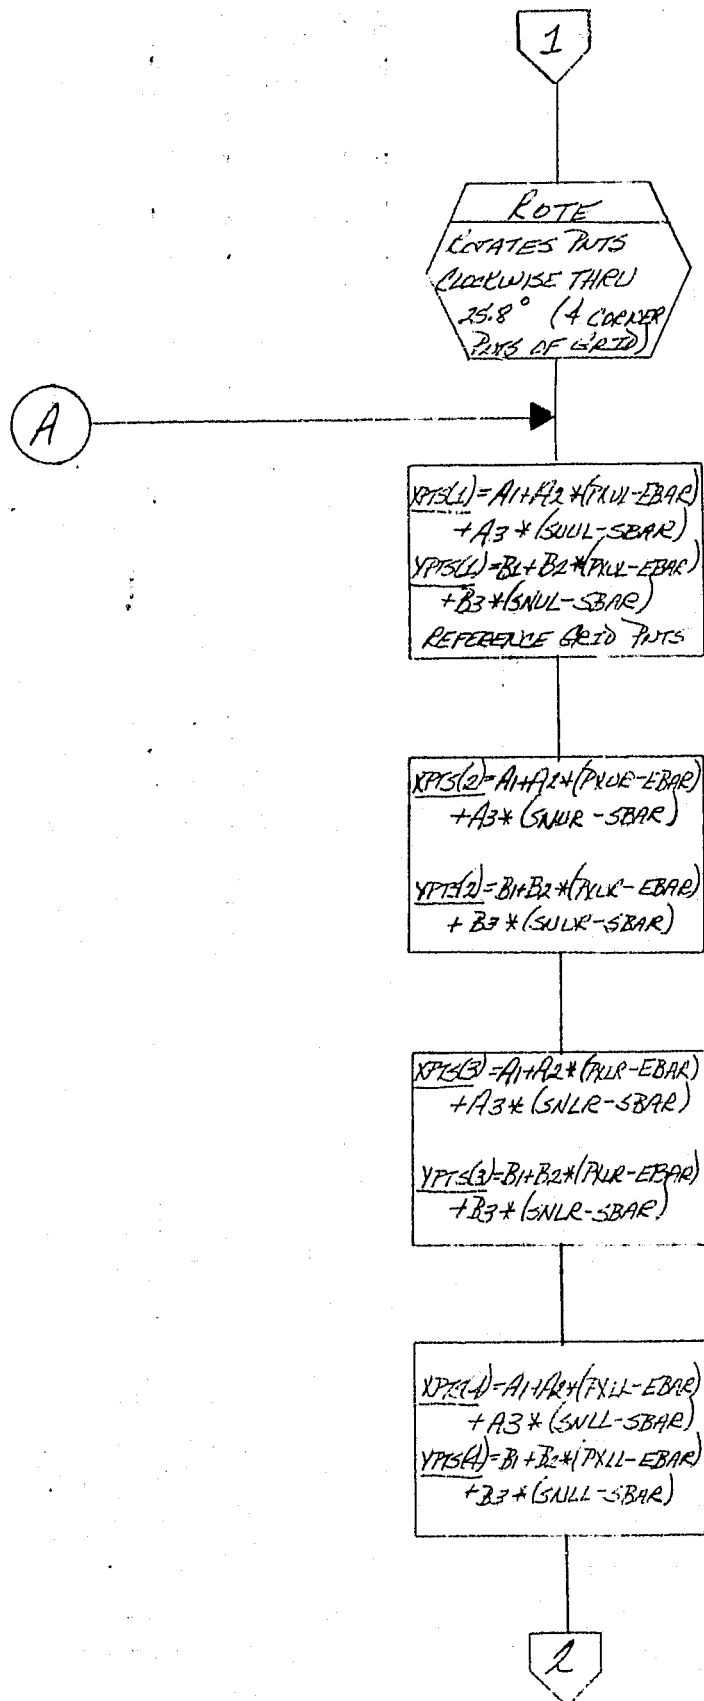 1
ROTE
ROTATES PNTS
CLOCKWISE THRU
25.8° (4 CORNER
PNTS OF GRID)
A
XPTS(1)=A1+A2*(PXUL-EBAR)
+A3*(SNUL-SBAR)
YPTS(1)=B1+B2*(PXUL-EBAR)
+B3*(SNUL-SBAR)
REFERENCE GRID PNTS
XPTS(2)=A1+A2*(PXUR-EBAR)
+A3*(SNUR-SBAR)
YPTS(2)=B1+B2*(PXUR-EBAR)
+B3*(SNUR-SBAR)
XPTS(3)=A1+A2*(PXLR-EBAR)
+A3*(SNLR-SBAR)
YPTS(3)=B1+B2*(PXLR-EBAR)
+B3*(SNLR-SBAR)
XPTS(4)=A1+A2*(PXLL-EBAR)
+A3*(SNLL-SBAR)
YPTS(4)=B1+B2*(PXLL-EBAR)
+B3*(SNLL-SBAR)
2